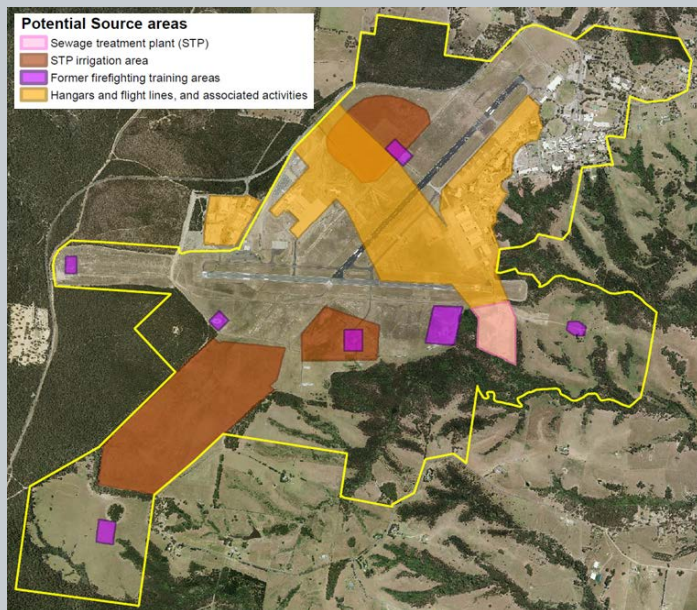 Potential Source areas
Sewage treatment plant (STP)
STP irrigation area
Former firefighting training areas
Hangars and flight lines, and associated activities